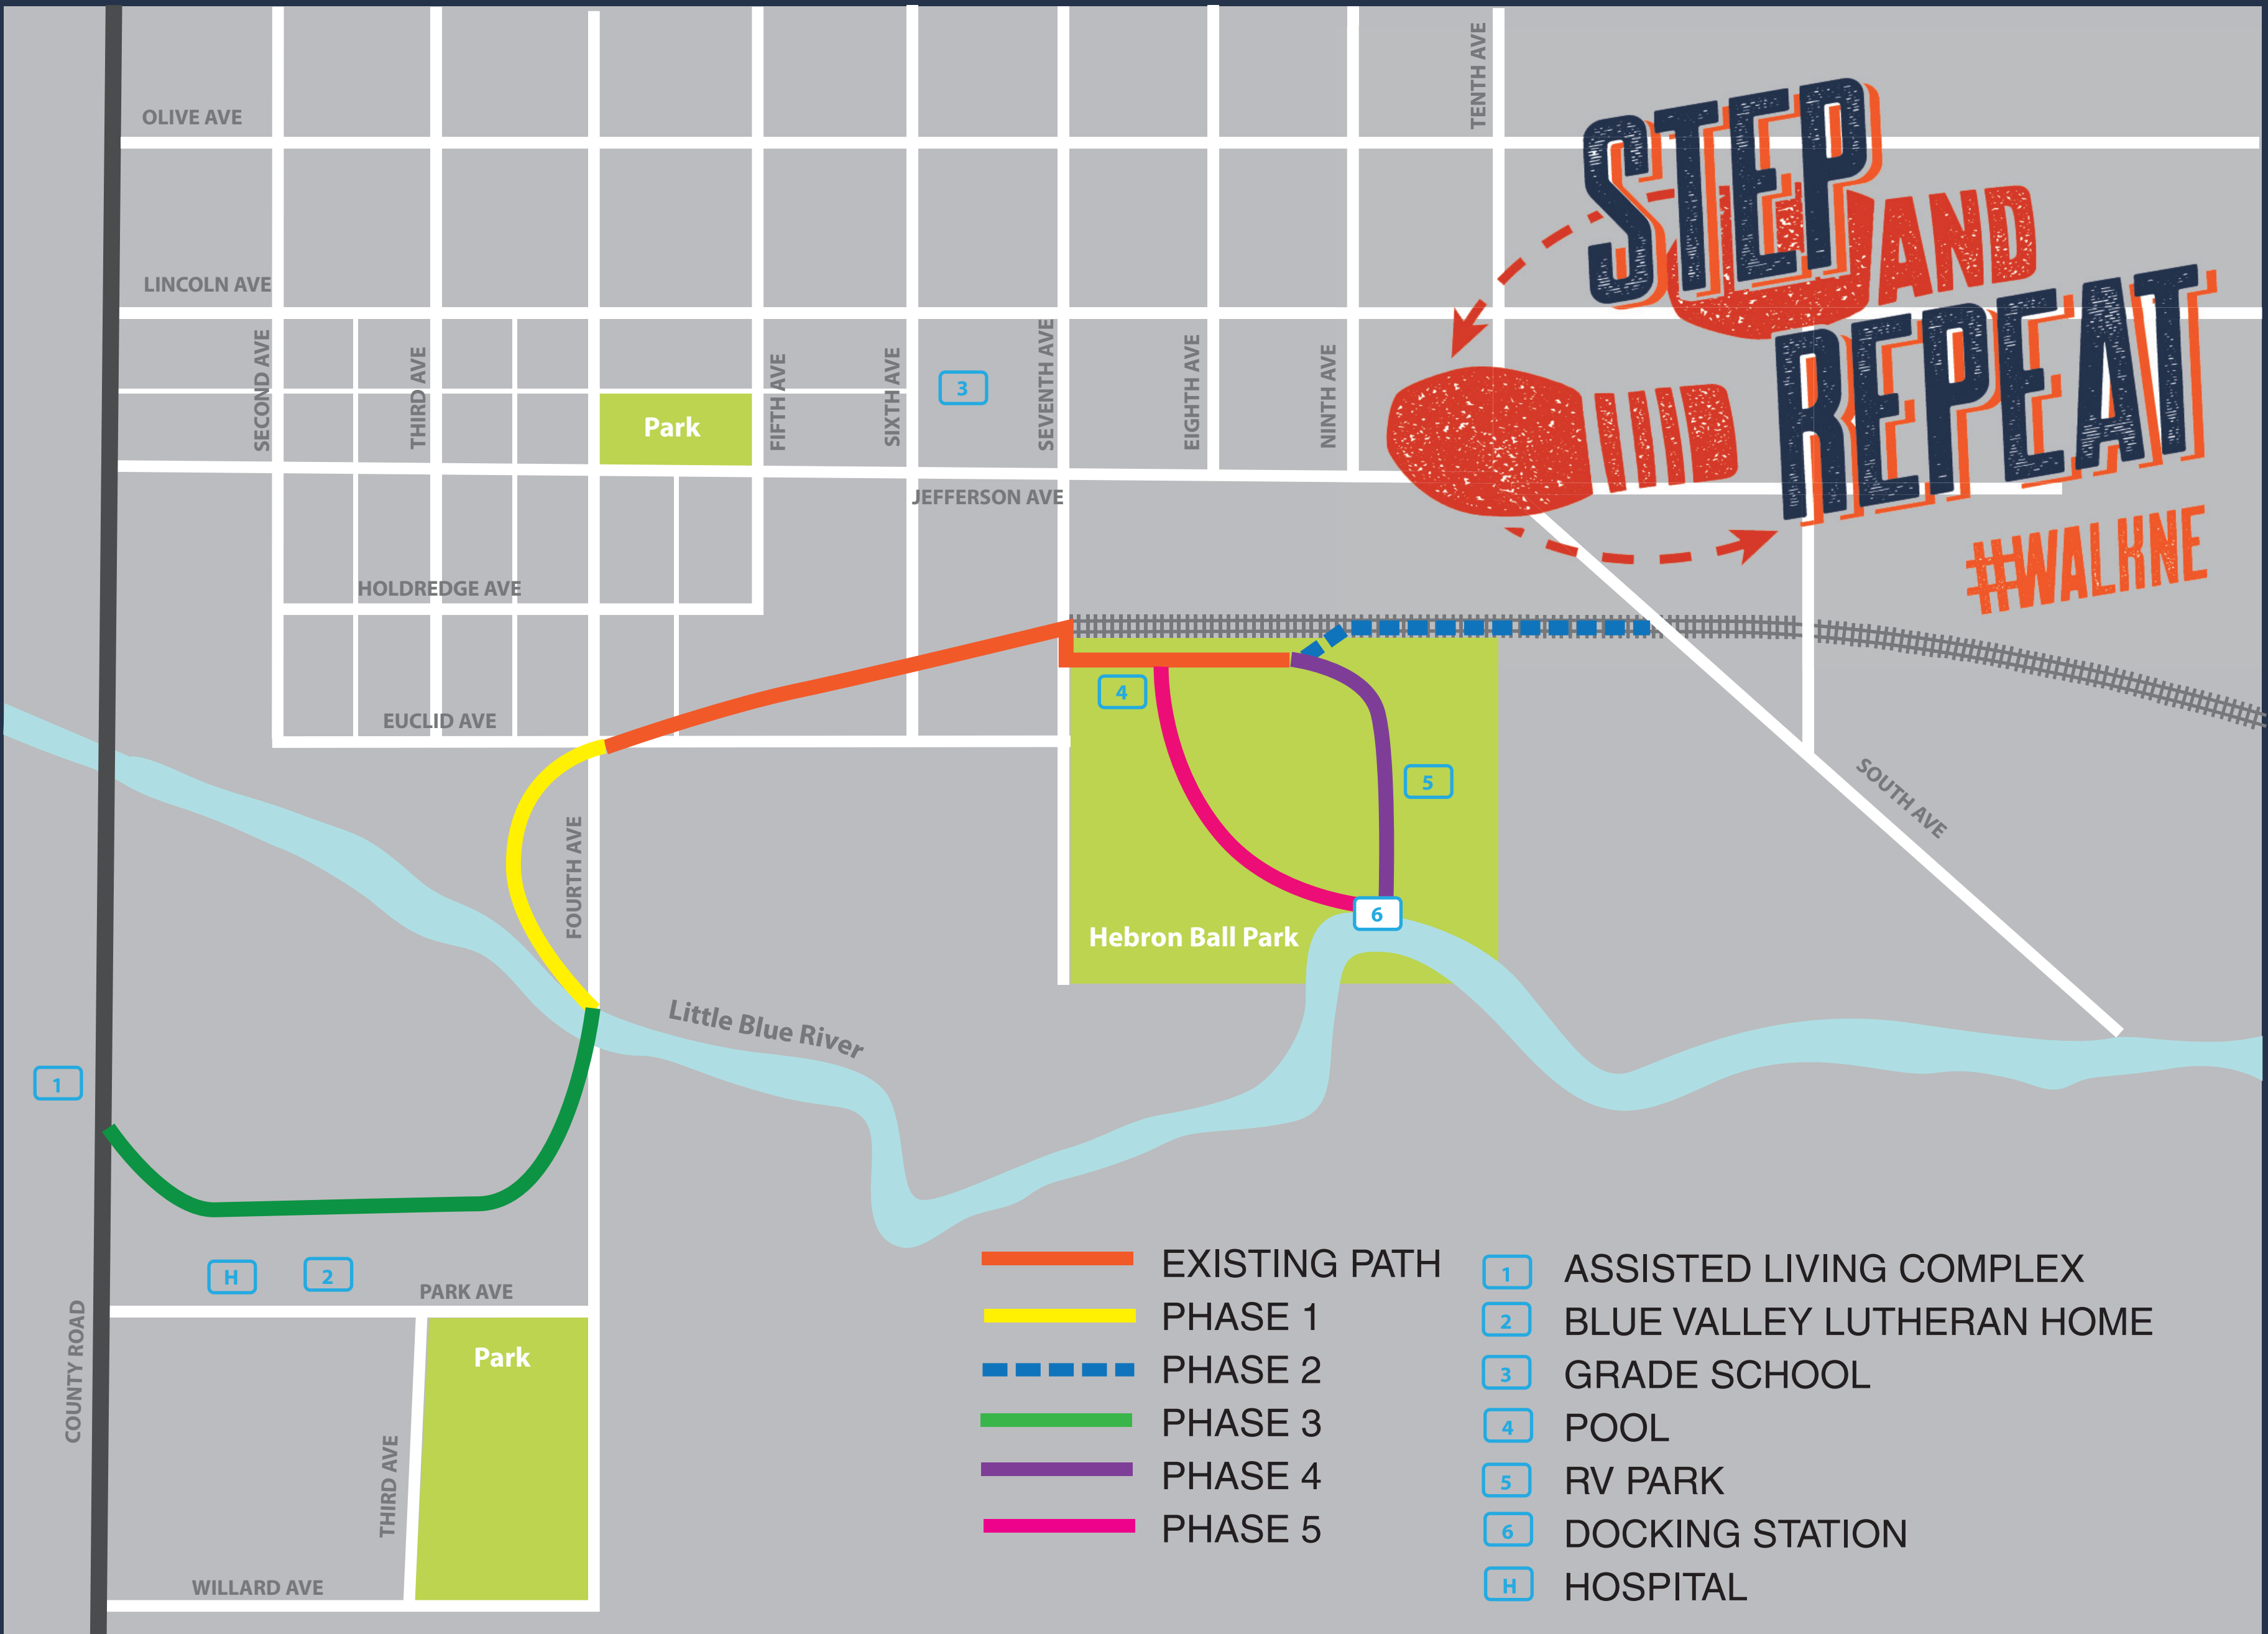 TENTH AVE
OLIVE AVE
STEP
AND
REPEAT
#WALKNE
LINCOLN AVE
SECOND AVE
THIRD AVE
FIFTH AVE
SIXTH AVE
SEVENTH AVE
EIGHTH AVE
NINTH AVE
3
Park
JEFFERSON AVE
HOLDREDGE AVE
EUCLID AVE
4
5
SOUTH AVE
FOURTH AVE
6
Hebron Ball Park
Little Blue River
1
H
2
PARK AVE
COUNTY ROAD
Park
THIRD AVE
WILLARD AVE
EXISTING PATH
PHASE 1
PHASE 2
PHASE 3
PHASE 4
PHASE 5
1 ASSISTED LIVING COMPLEX
2 BLUE VALLEY LUTHERAN HOME
3 GRADE SCHOOL
4 POOL
5 RV PARK
6 DOCKING STATION
H HOSPITAL